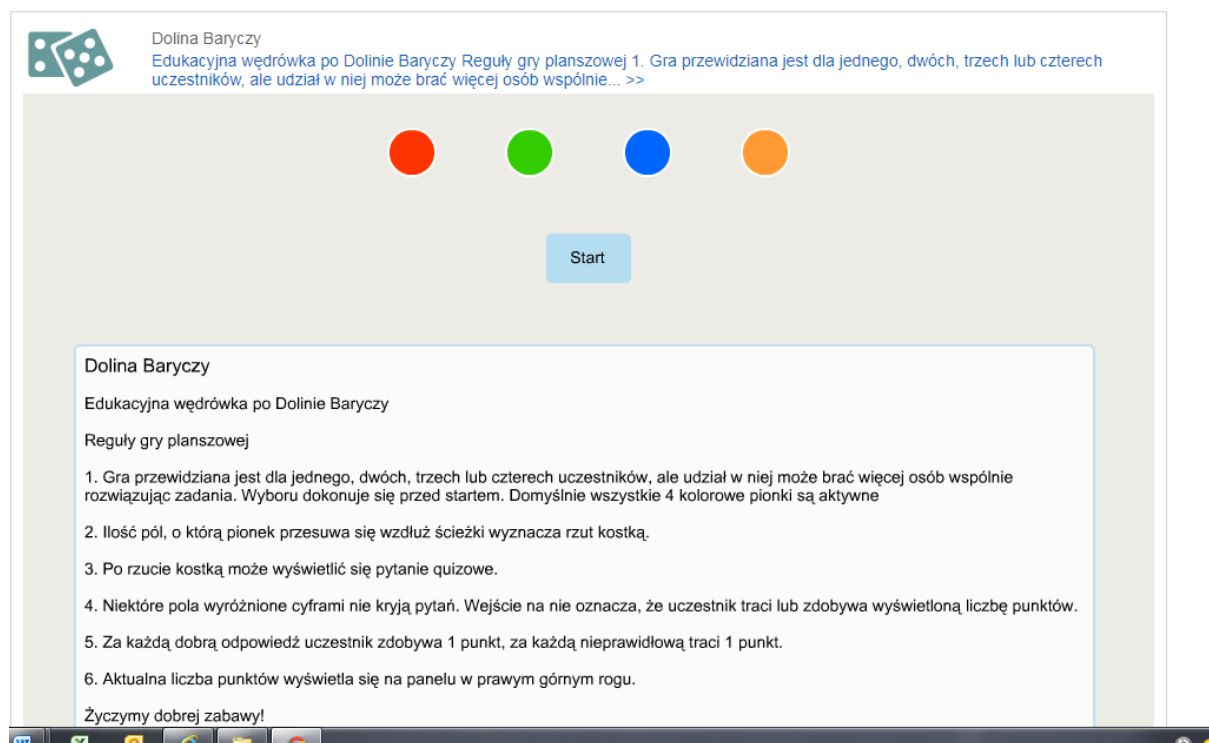 Dolina Baryczy
Edukacyjna wędrówka po Dolinie Baryczy Reguły gry planszowej 1. Gra przewidziana jest dla jednego, dwóch, trzech lub czterech
uczestników, ale udział w niej może brać więcej osób wspólnie... >>
Start
Dolina Baryczy
Edukacyjna wędrówka po Dolinie Baryczy
Reguły gry planszowej
1. Gra przewidziana jest dla jednego, dwóch, trzech lub czterech uczestników, ale udział w niej może brać więcej osób wspólnie
rozwiązując zadania. Wyboru dokonuje się przed startem. Domyślnie wszystkie 4 kolorowe pionki są aktywne
2. Ilość pól, o którą pionek przesuwa się wzdłuż ścieżki wyznacza rzut kostką.
3. Po rzucie kostką może wyświetlić się pytanie quizowe.
4. Niektóre pola wyróżnione cyframi nie kryją pytań. Wejście na nie oznacza, że uczestnik traci lub zdobywa wyświetloną liczbę punktów.
5. Za każdą dobrą odpowiedź uczestnik zdobywa 1 punkt, za każdą nieprawidłową traci 1 punkt.
6. Aktualna liczba punktów wyświetla się na panelu w prawym górnym rogu.
Życzymy dobrej zabawy!